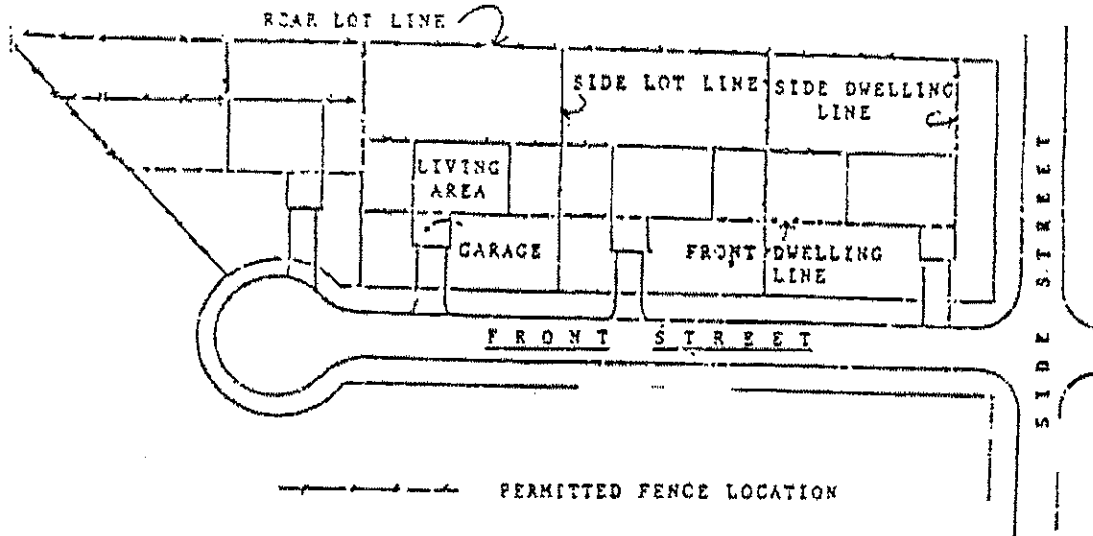 REAR LOT LINE
SIDE LOT LINE
SIDE DWELLING
LINE
LIVING
AREA
GARAGE
FRONT DWELLING
LINE
FRONT STREET
SIDE STREET
PERMITTED FENCE LOCATION